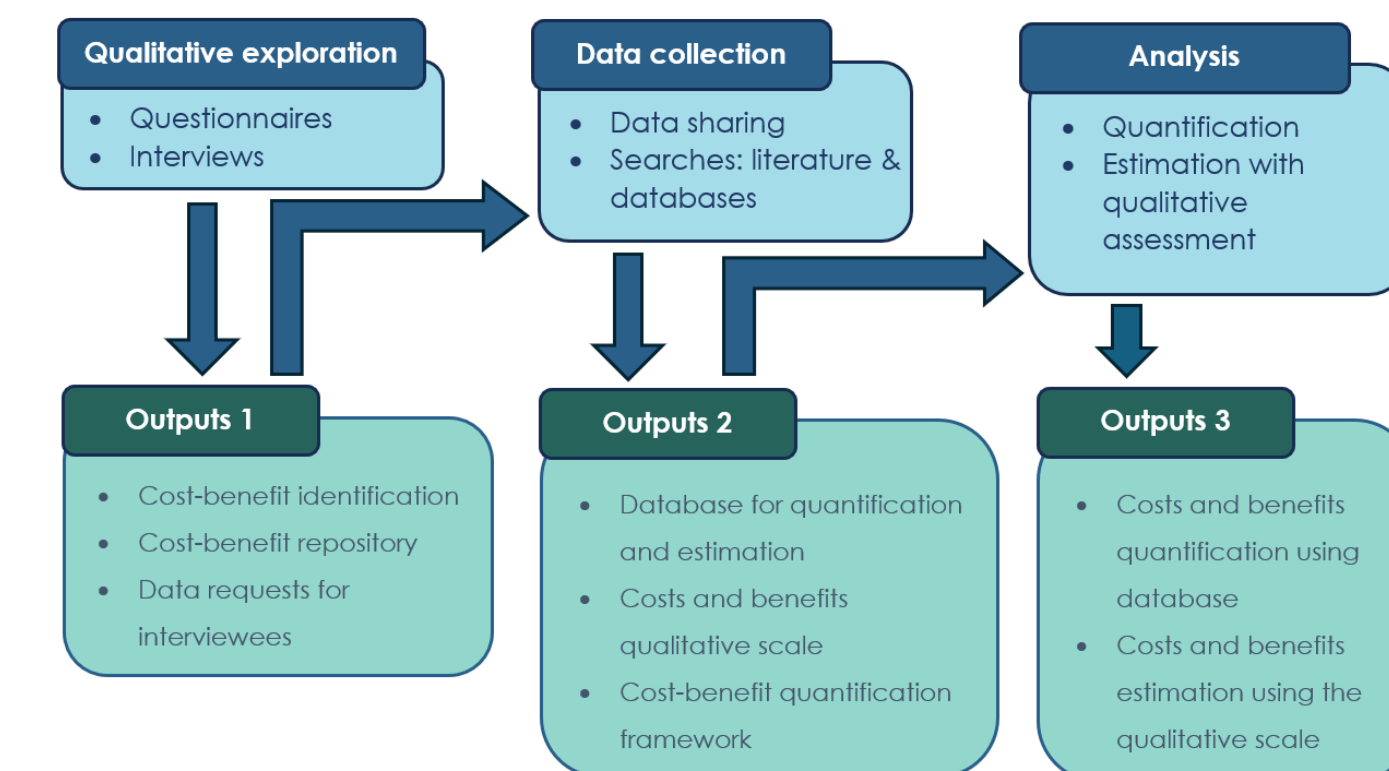 Qualitative exploration
• Questionnaires
• Interviews
Data collection
• Data sharing
• Searches: literature &
databases
Analysis
• Quantification
• Estimation with
qualitative
assessment
Outputs 1
• Cost-benefit identification
• Cost-benefit repository
• Data requests for
interviewees
Outputs 2
• Database for quantification
and estimation
• Costs and benefits
qualitative scale
• Cost-benefit quantification
framework
Outputs 3
• Costs and benefits
quantification using
database
• Costs and benefits
estimation using the
qualitative scale